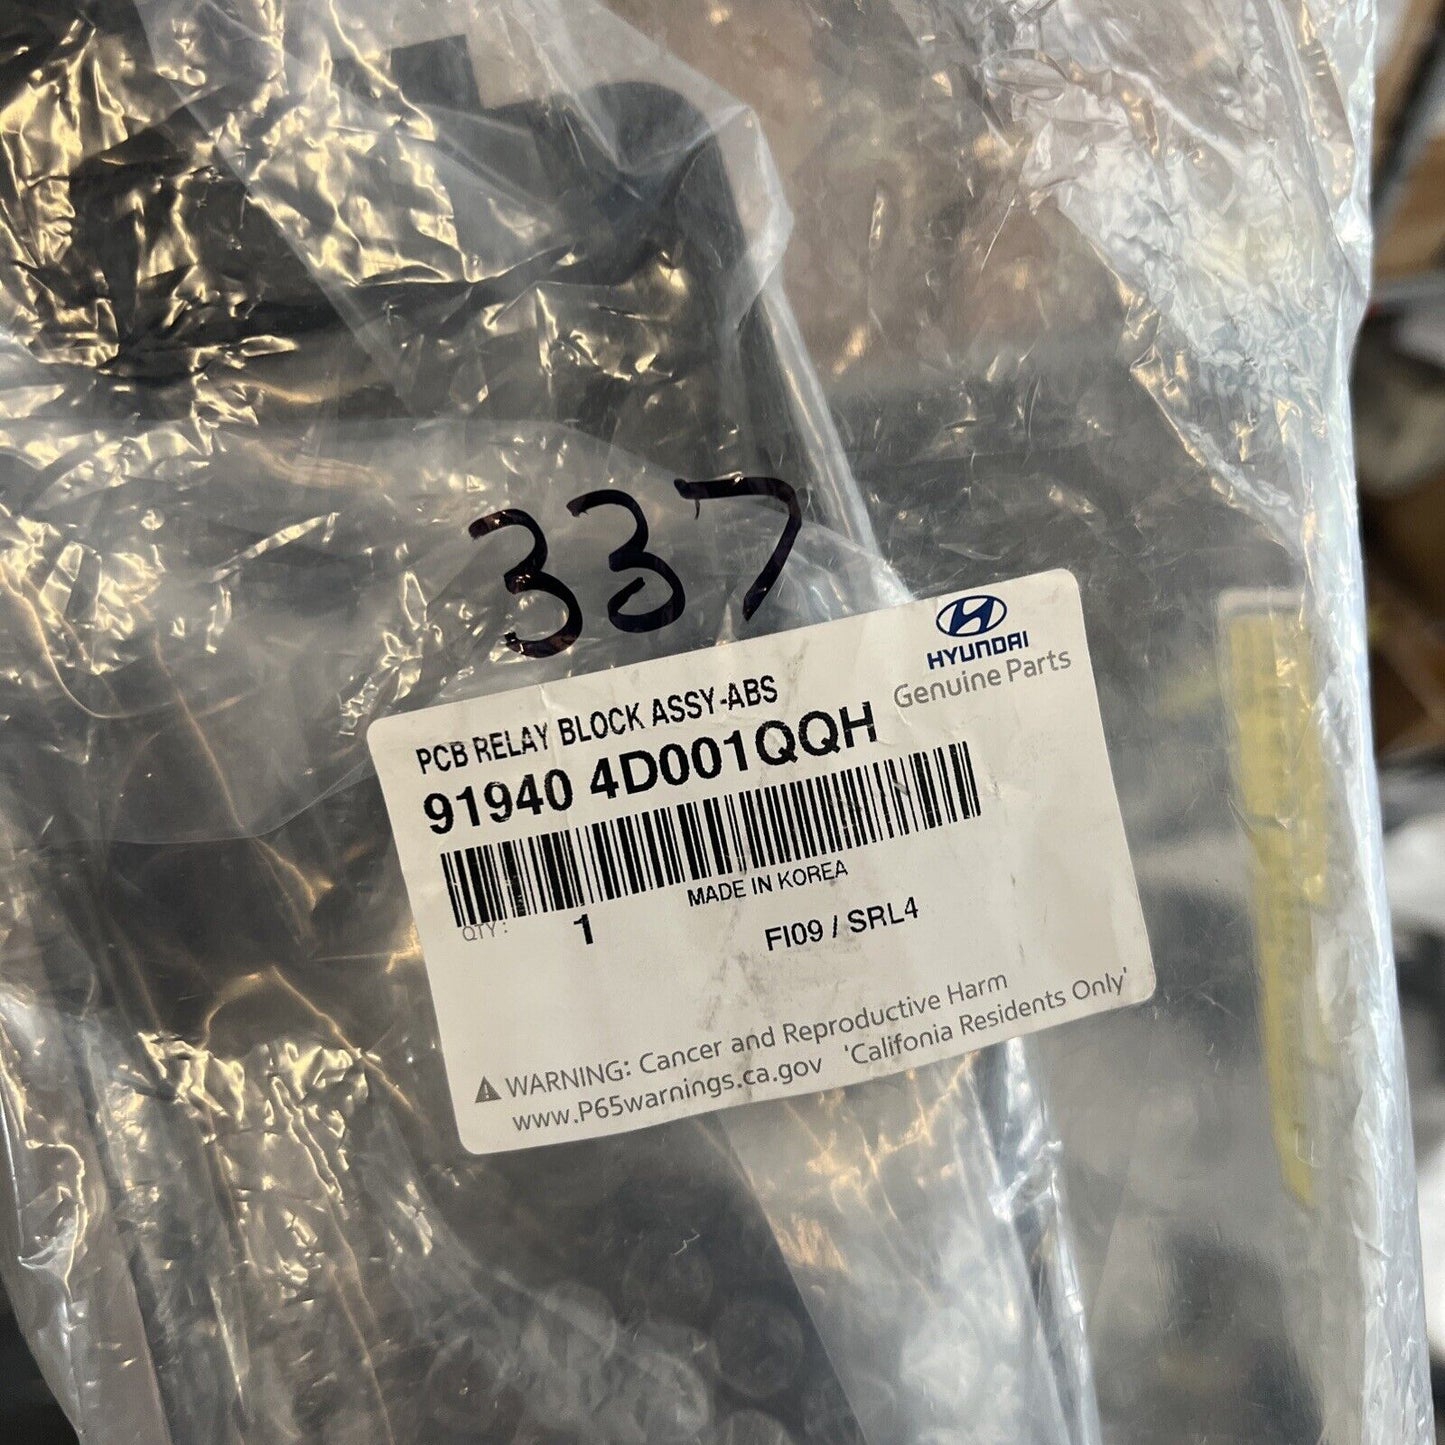 337
HYUNDAI
Genuine Parts
PCB RELAY BLOCK ASSY-ABS
91940 4D001QQH
MADE IN KOREA
QTY : 1
FI09 / SRL4
WARNING: Cancer and Reproductive Harm
www.P65warnings.ca.gov 'Califonia Residents Only'